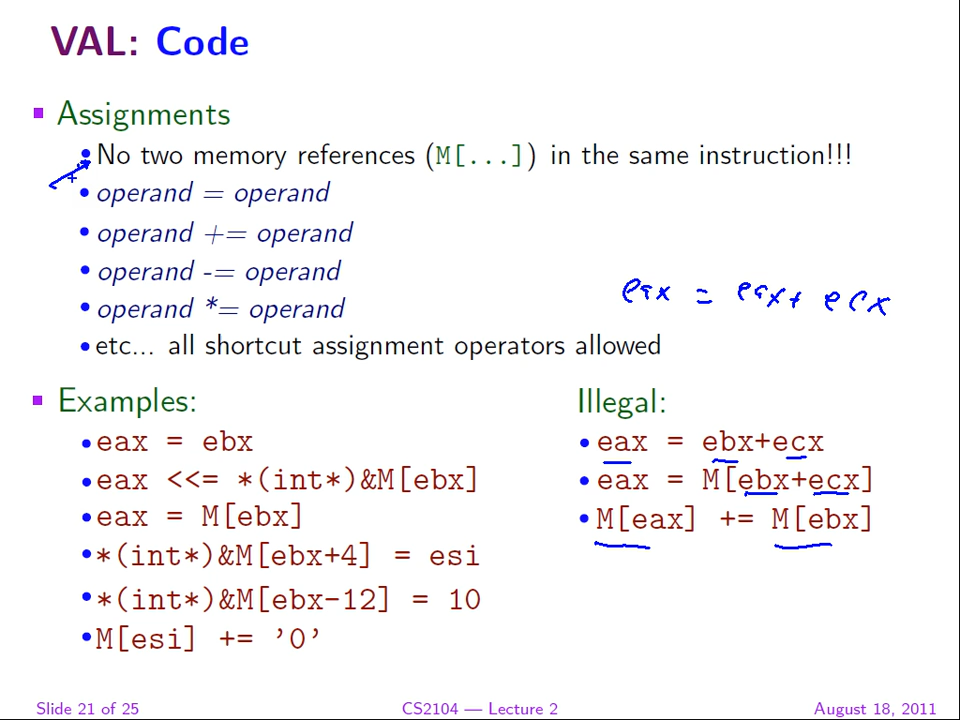 VAL: Code
Assignments
No two memory references (M[...]) in the same instruction!!!
operand = operand
operand += operand
operand -= operand
operand *= operand
etc... all shortcut assignment operators allowed
eax = eax + ecx
Examples:
eax = ebx
eax <<= *(int*)&M[ebx]
eax = M[ebx]
*(int*)&M[ebx+4] = esi
*(int*)&M[ebx-12] = 10
M[esi] += ’0’
Illegal:
eax = ebx+ecx
eax = M[ebx+ecx]
M[eax] += M[ebx]
Slide 21 of 25
CS2104 — Lecture 2
August 18, 2011